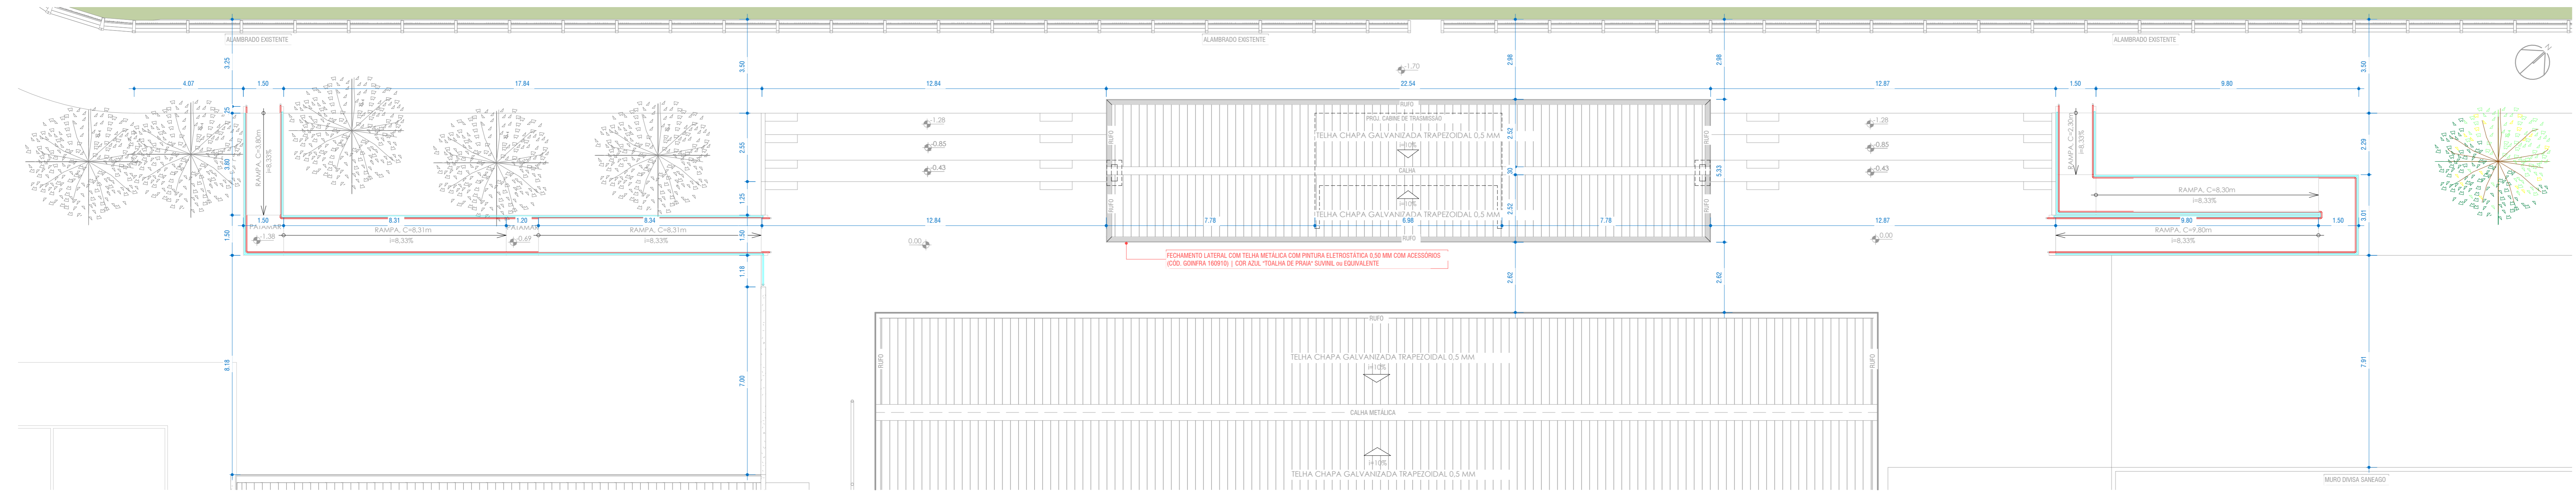 ALAMBRADO EXISTENTE
ALAMBRADO EXISTENTE
ALAMBRADO EXISTENTE
N
3.25
3.50
2.98
2.98
3.50
-1.70
4.07
1.50
17.84
12.84
22.54
12.87
1.50
9.80
RUFO
PROJ. CABINE DE TRASMISSÃO
TELHA CHAPA GALVANIZADA TRAPEZOIDAL 0,5 MM
i=10%
CALHA
i=10%
TELHA CHAPA GALVANIZADA TRAPEZOIDAL 0,5 MM
RUFO
RUFO
RUFO
RUFO
RUFO
.25
3.80
RAMPA, C=3,80m
i=8.33%
2.55
1.25
-1.28
-0.85
-0.43
2.52
.30
2.52
5.33
-1.28
-0.85
-0.43
RAMPA, C=2,30m
i=8.33%
2.29
RAMPA, C=8,30m
i=8.33%
3.01
1.50
8.31
1.20
8.34
12.84
7.78
6.98
7.78
12.87
9.80
1.50
PATAMAR
-1.38
RAMPA, C=8,31m
i=8.33%
PATAMAR
-0.69
RAMPA, C=8,31m
i=8.33%
1.50
1.50
0.00
0.00
RAMPA, C=9,80m
i=8.33%
FECHAMENTO LATERAL COM TELHA METÁLICA COM PINTURA ELETROSTÁTICA 0,50 MM COM ACESSÓRIOS
(CÓD. GOINFRA 160910) | COR AZUL "TOALHA DE PRAIA" SUVINIL ou EQUIVALENTE
1.18
2.62
2.62
RUFO
RUFO
RUFO
TELHA CHAPA GALVANIZADA TRAPEZOIDAL 0,5 MM
i=10%
8.18
7.00
7.91
CALHA METÁLICA
i=10%
TELHA CHAPA GALVANIZADA TRAPEZOIDAL 0,5 MM
MURO DIVISA SANEAGO